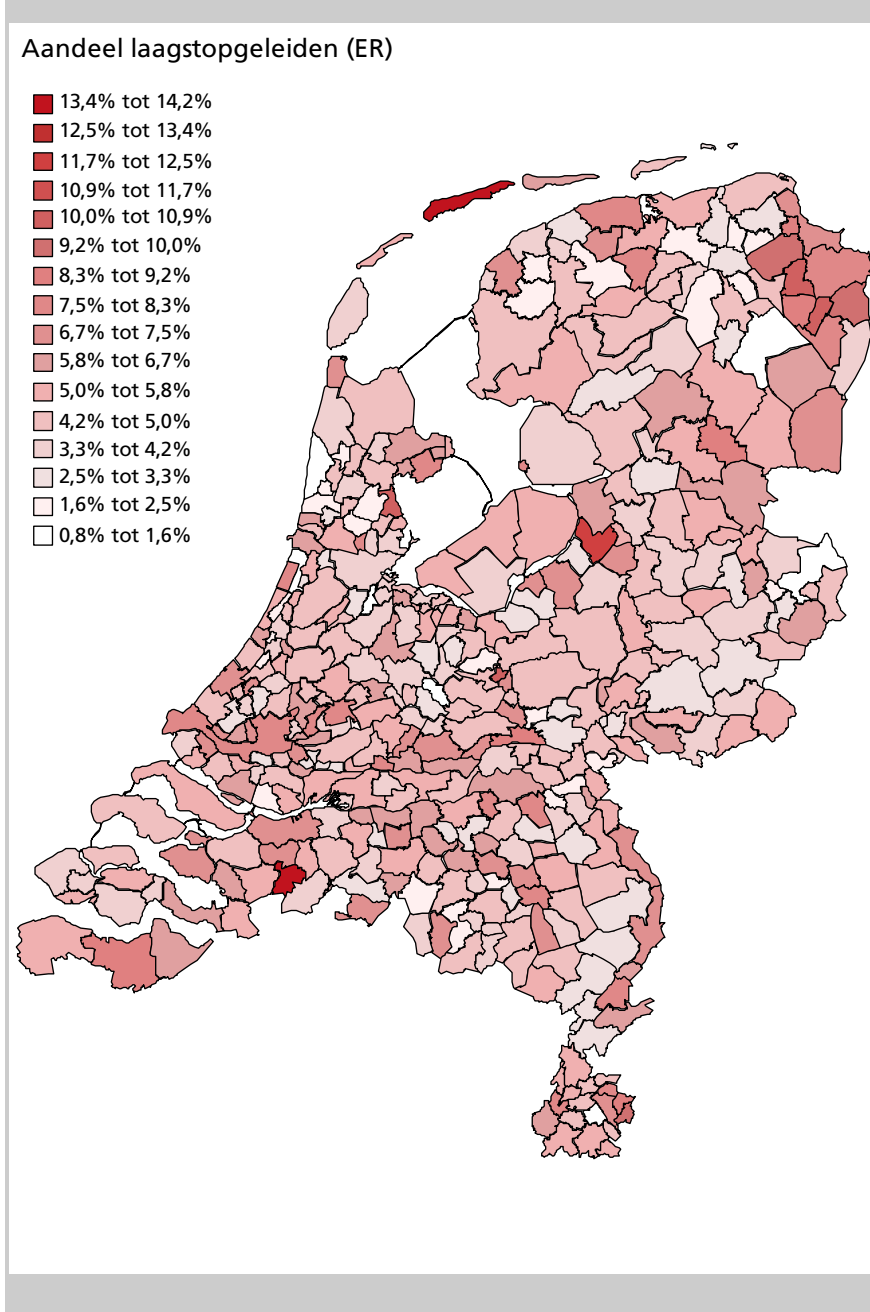 Aandeel laagstopgeleiden (ER)
13,4% tot 14,2%
12,5% tot 13,4%
11,7% tot 12,5%
10,9% tot 11,7%
10,0% tot 10,9%
9,2% tot 10,0%
8,3% tot 9,2%
7,5% tot 8,3%
6,7% tot 7,5%
5,8% tot 6,7%
5,0% tot 5,8%
4,2% tot 5,0%
3,3% tot 4,2%
2,5% tot 3,3%
1,6% tot 2,5%
0,8% tot 1,6%